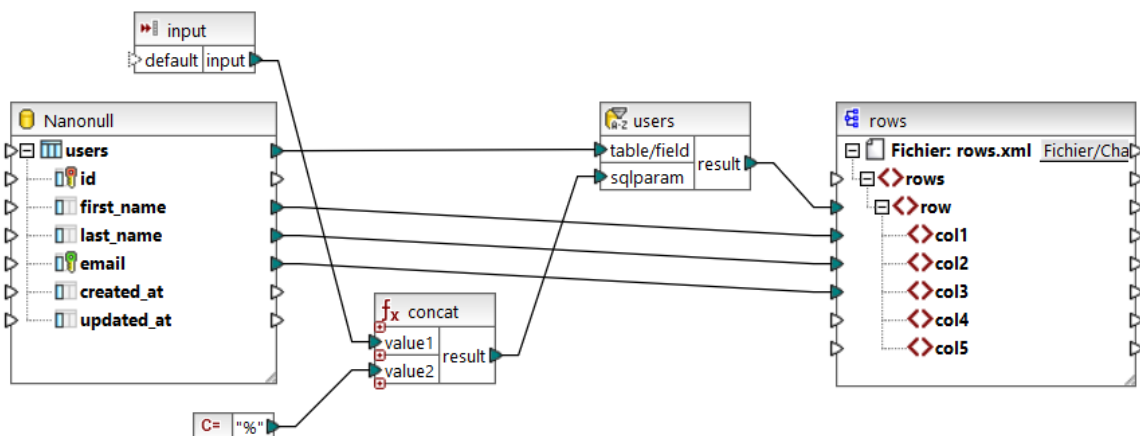 input
default input
Nanonull
users
id
first_name
last_name
email
created_at
updated_at
A-Z users
table/field
sqlparam
result
rows
Fichier: rows.xml Fichier/Cha
rows
row
col1
col2
col3
col4
col5
fx concat
value1
value2
result
C= "%"